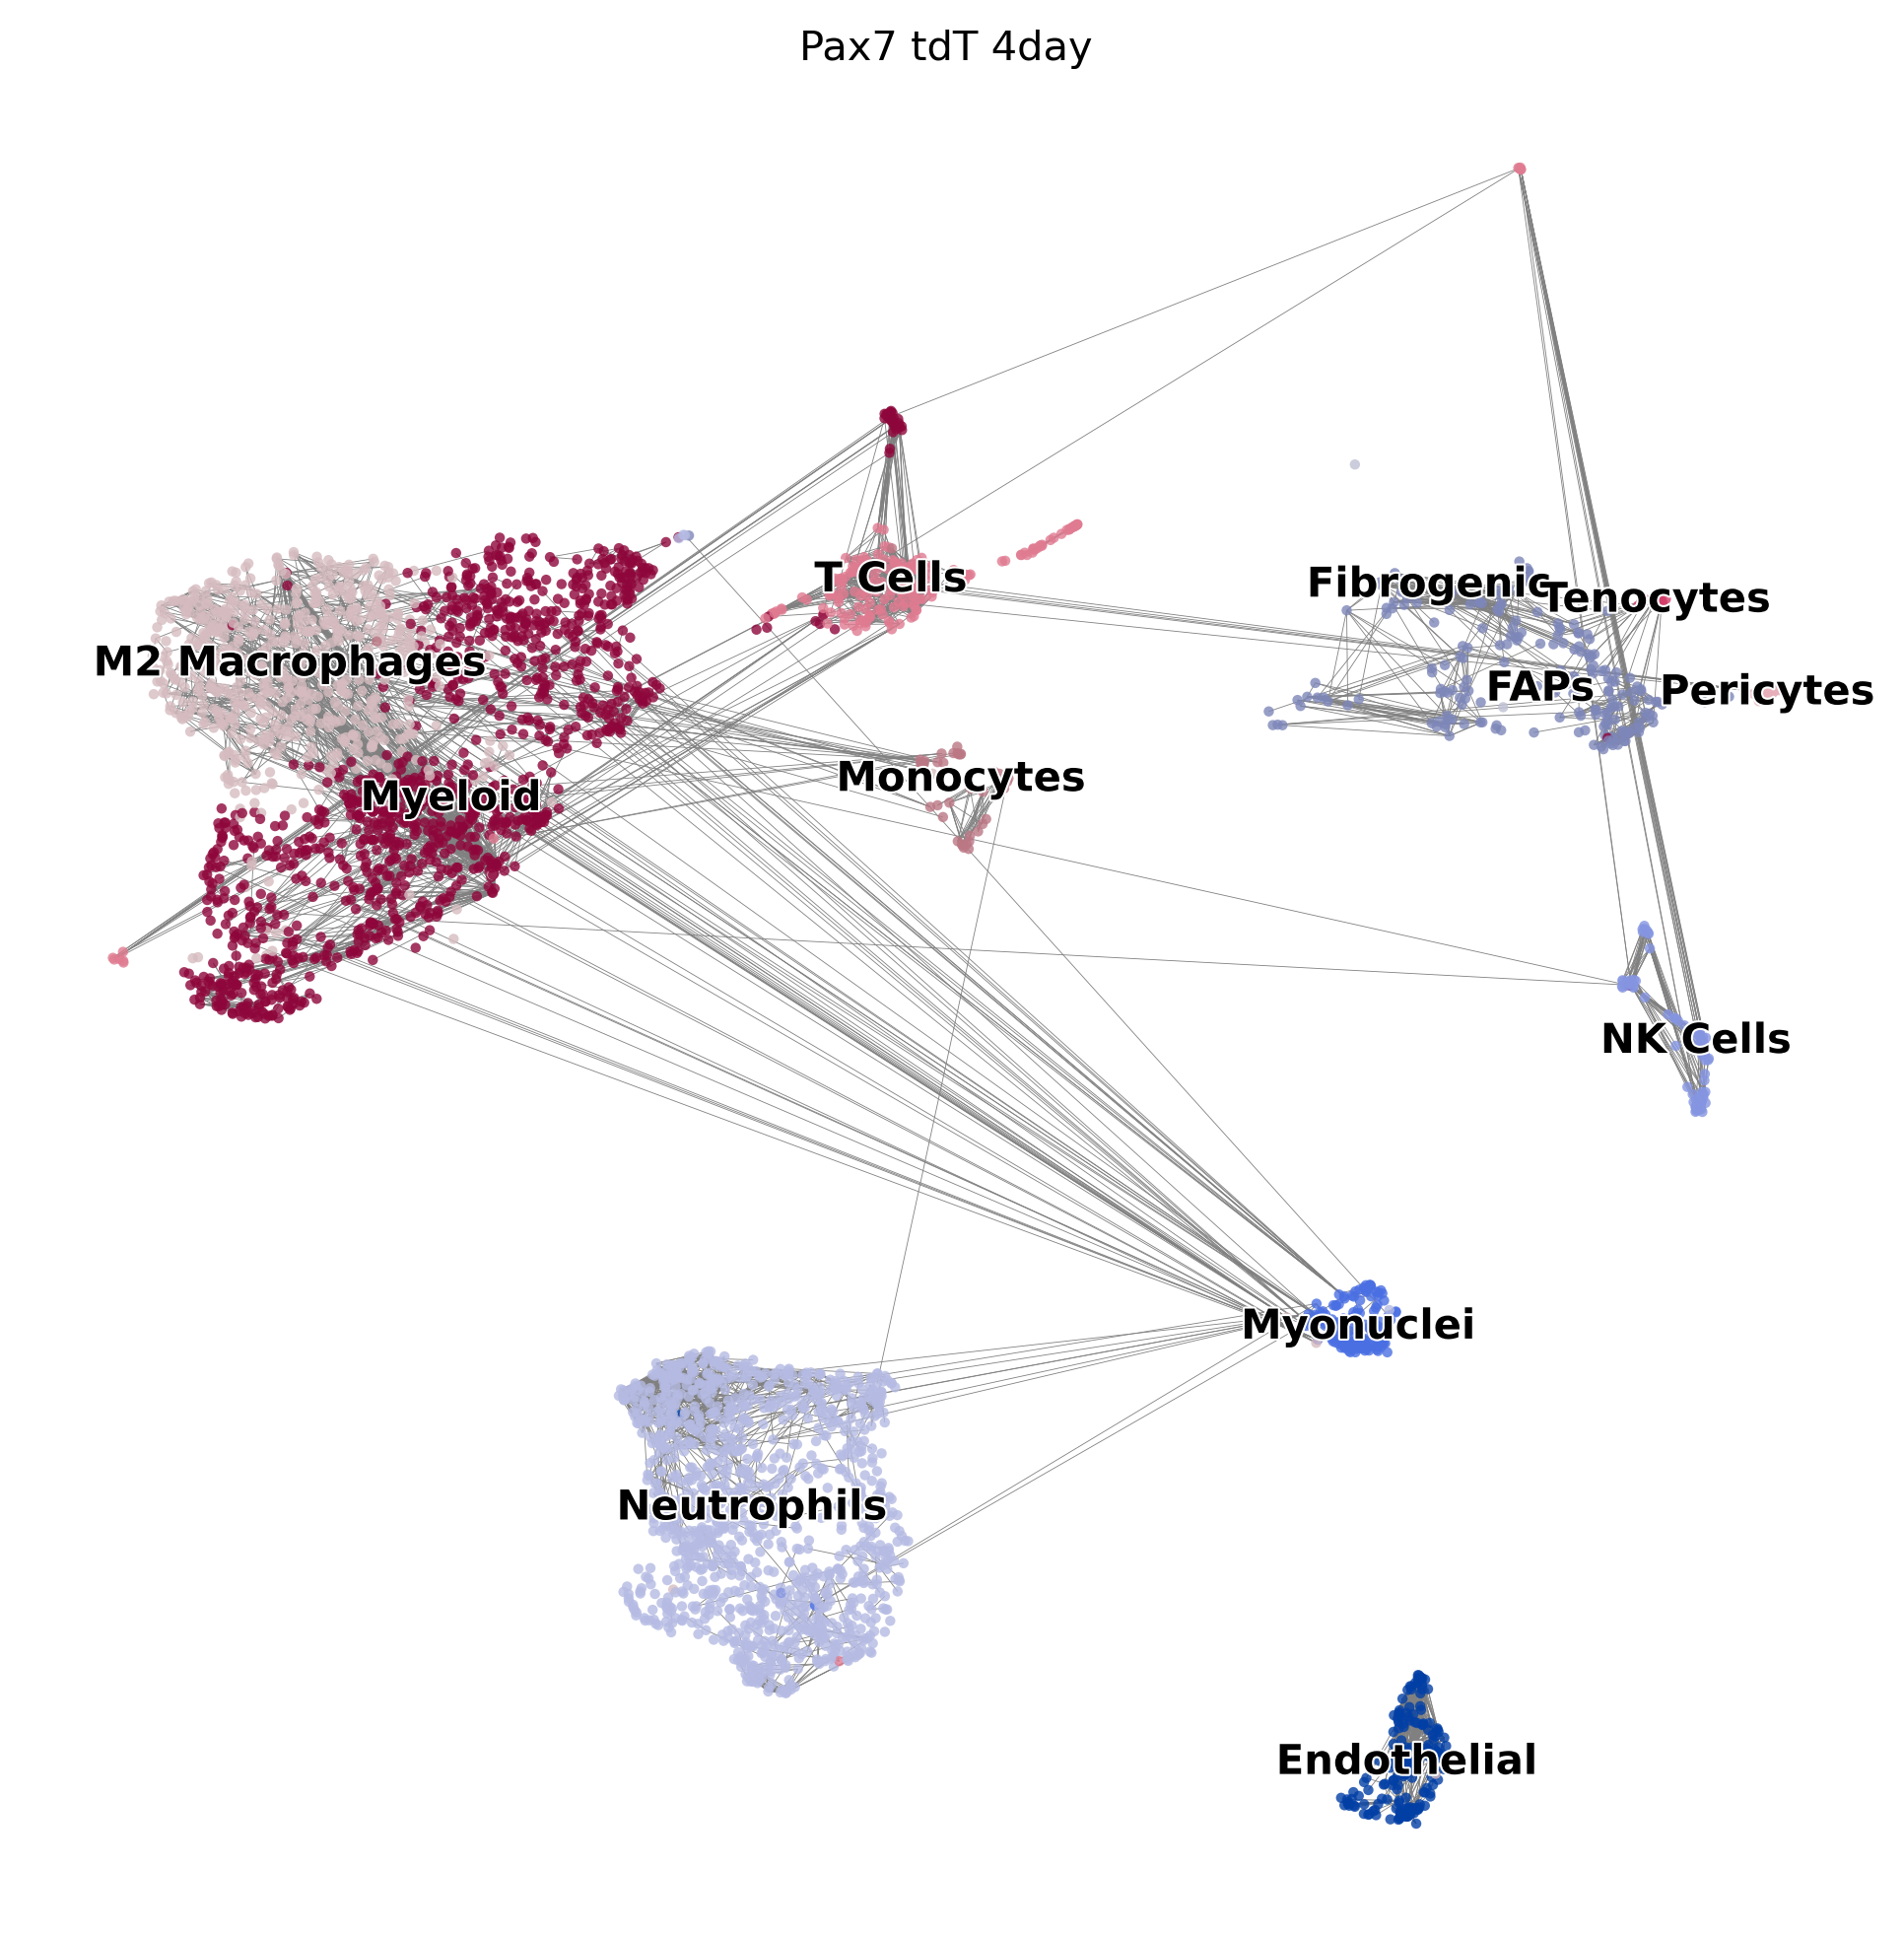 Pax7 tdT 4day
T Cells
Fibrogenic
Tenocytes
M2 Macrophages
FAPs
Pericytes
Monocytes
Myeloid
NK Cells
Myonuclei
Neutrophils
Endothelial